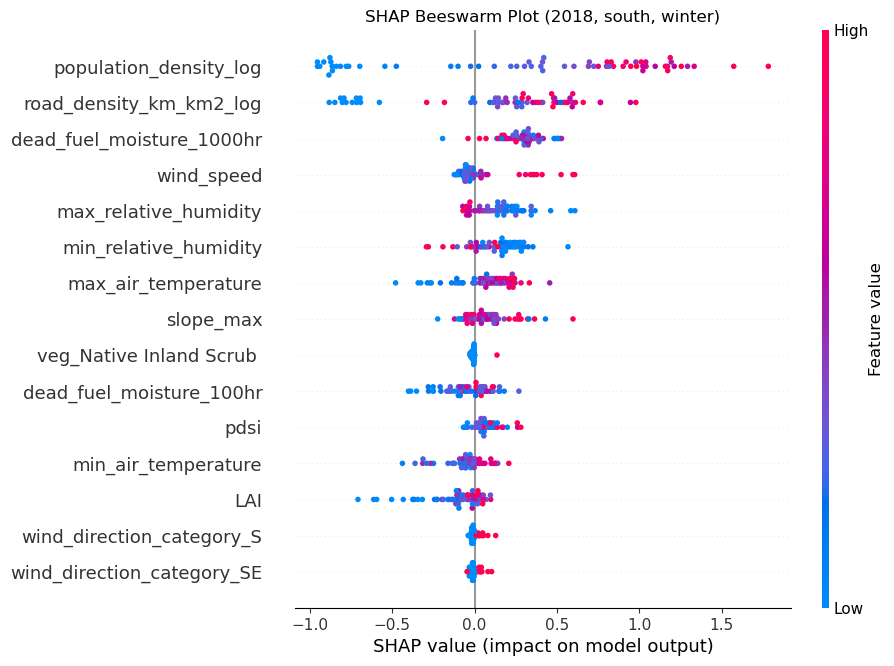 SHAP Beeswarm Plot (2018, south, winter)
High
population_density_log
road_density_km_km2_log
dead_fuel_moisture_1000hr
wind_speed
max_relative_humidity
min_relative_humidity
max_air_temperature
slope_max
veg_Native Inland Scrub
dead_fuel_moisture_100hr
pdsi
min_air_temperature
LAI
wind_direction_category_S
wind_direction_category_SE
Feature value
Low
−1.0 −0.5 0.0 0.5 1.0 1.5
SHAP value (impact on model output)